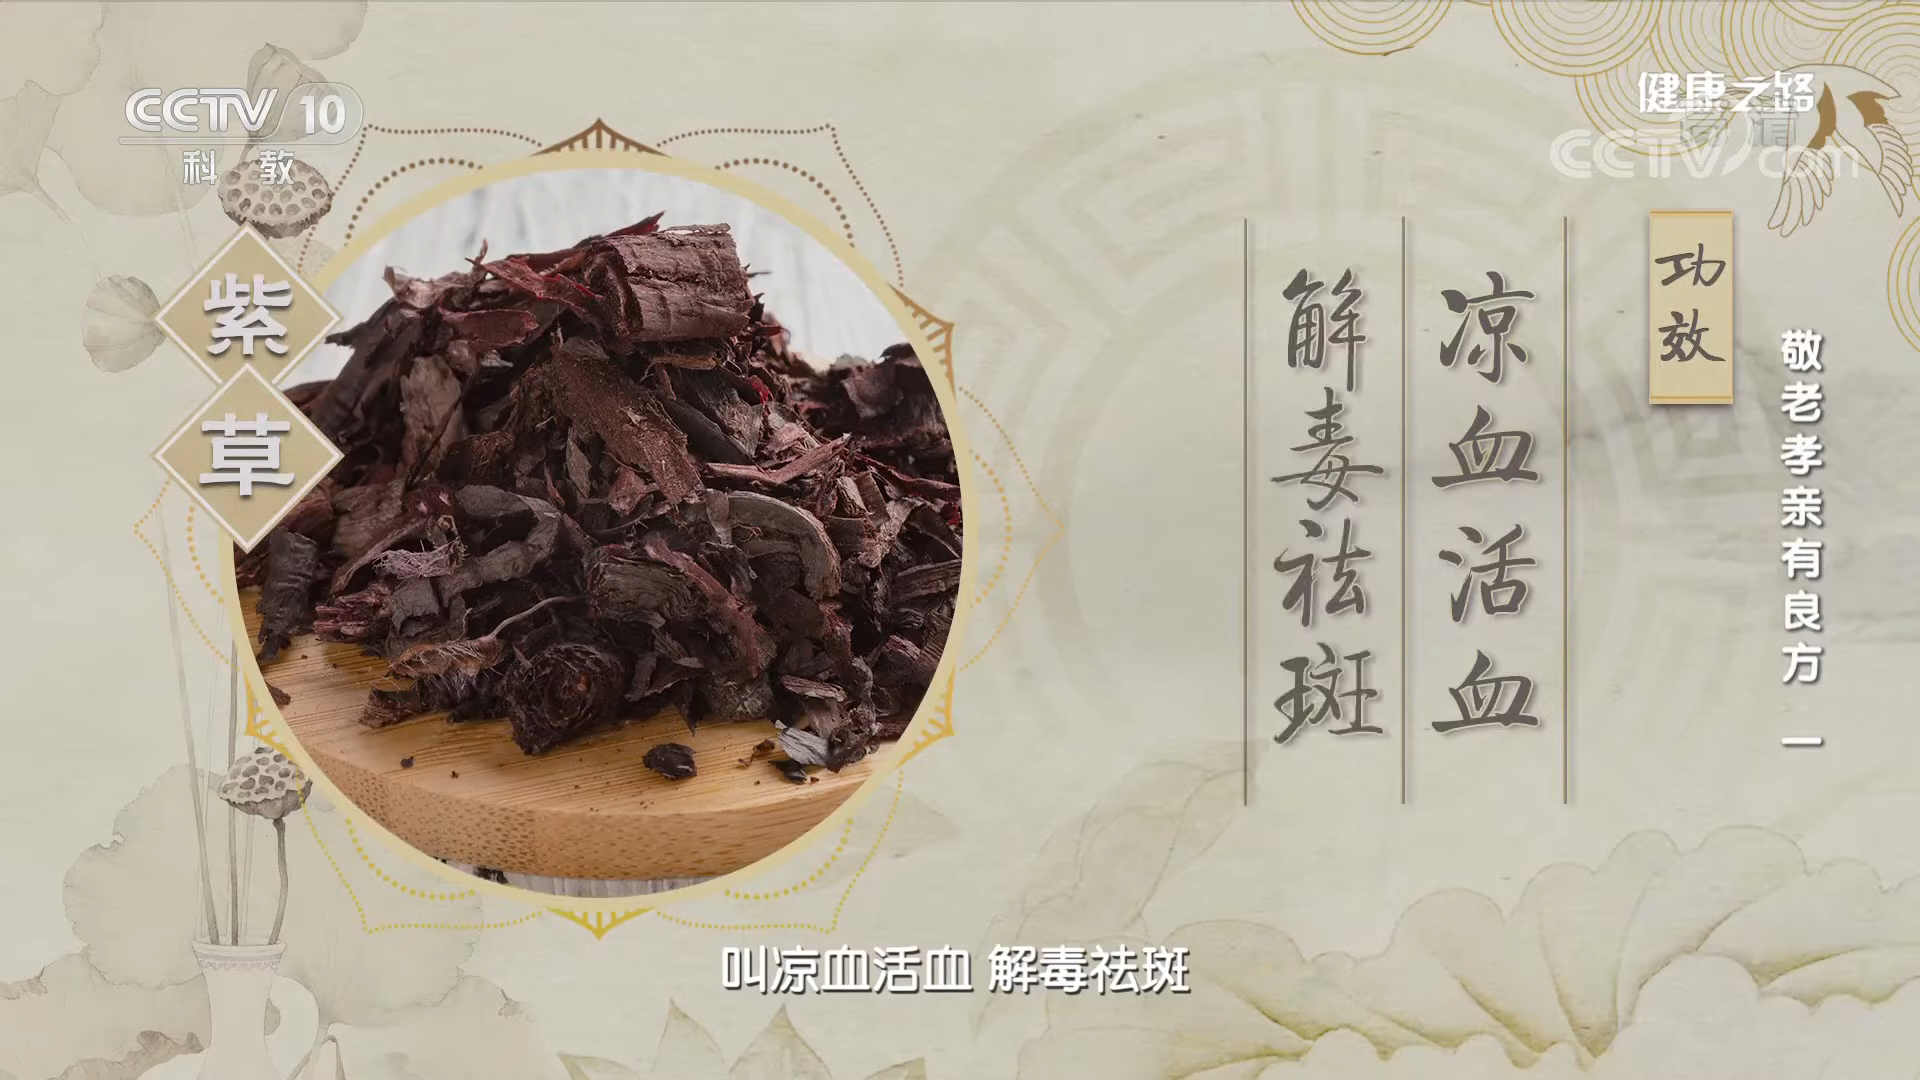 CCTV 10
科 教
健康之路
高清
CCTV.com
紫草
功效
凉血活血
解毒祛斑
敬老孝亲有良方 一
叫凉血活血 解毒祛斑